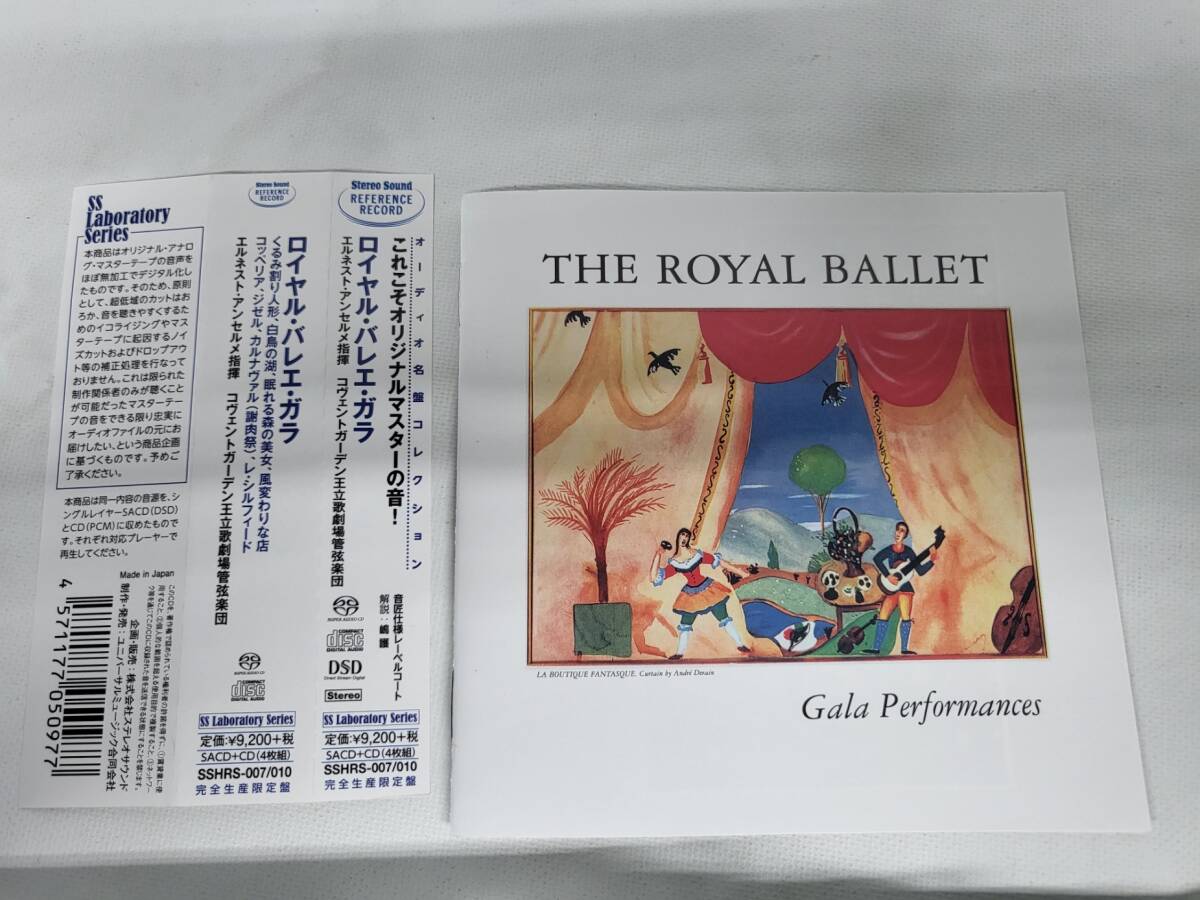 SS
Laboratory
Series
本商品はオリジナル・アナロ
グ・マスターテープの音声を
ほぼ無加工でデジタル化し
たものです。そのため、原則
として、超低域のカットはお
ろか、音を聴きやすくするた
めのイコライジングやマス
ターテープに起因するノイ
ズカットおよびドロップアウ
ト等の補正処理を行なって
おりません。これは限られた
制作関係者のみが聴くこと
が可能だったマスターテー
プの音をできる限り忠実に
オーディオファイルの元にお
届けしたい、という商品企画
に基づくものです。予めご
了承ください。
本商品は同一内容の音源を、シ
ングルレイヤーSACD(DSD)
とCD(PCM)に収めたもので
す。それぞれ対応プレーヤーで
再生してください。
Made in Japan
企画・販売:株式会社ステレオサウンド
制作・発売:ユニバーサルミュージック合同会社
4571177050977
Stereo Sound
REFERENCE
RECORD
ロイヤル・バレエ・ガラ
くるみ割り人形、白鳥の湖、眠れる森の美女、風変わりな店
コッペリア、ジゼル、カルナヴァル(謝肉祭)、レ・シルフィード
エルネスト・アンセルメ指揮 コヴェントガーデン王立歌劇場管弦楽団
SUPER AUDIO CD
COMPACT
disc
DIGITAL AUDIO
SS Laboratory Series
定価:¥9,200+税
SACD+CD(4枚組)
SSHRS-007/010
完全生産限定盤
Stereo Sound
REFERENCE
RECORD
オーディオ名盤コレクション
これこそオリジナルマスターの音!
ロイヤル・バレエ・ガラ
エルネスト・アンセルメ指揮 コヴェントガーデン王立歌劇場管弦楽団
音匠仕様レーベルコート
解説:嶋 護
SUPER AUDIO CD
COMPACT
disc
DIGITAL AUDIO
DSD
Direct Stream Digital
Stereo
SS Laboratory Series
定価:¥9,200+税
SACD+CD(4枚組)
SSHRS-007/010
完全生産限定盤
THE ROYAL BALLET
LA BOUTIQUE FANTASQUE. Curtain by André Derain
Gala Performances